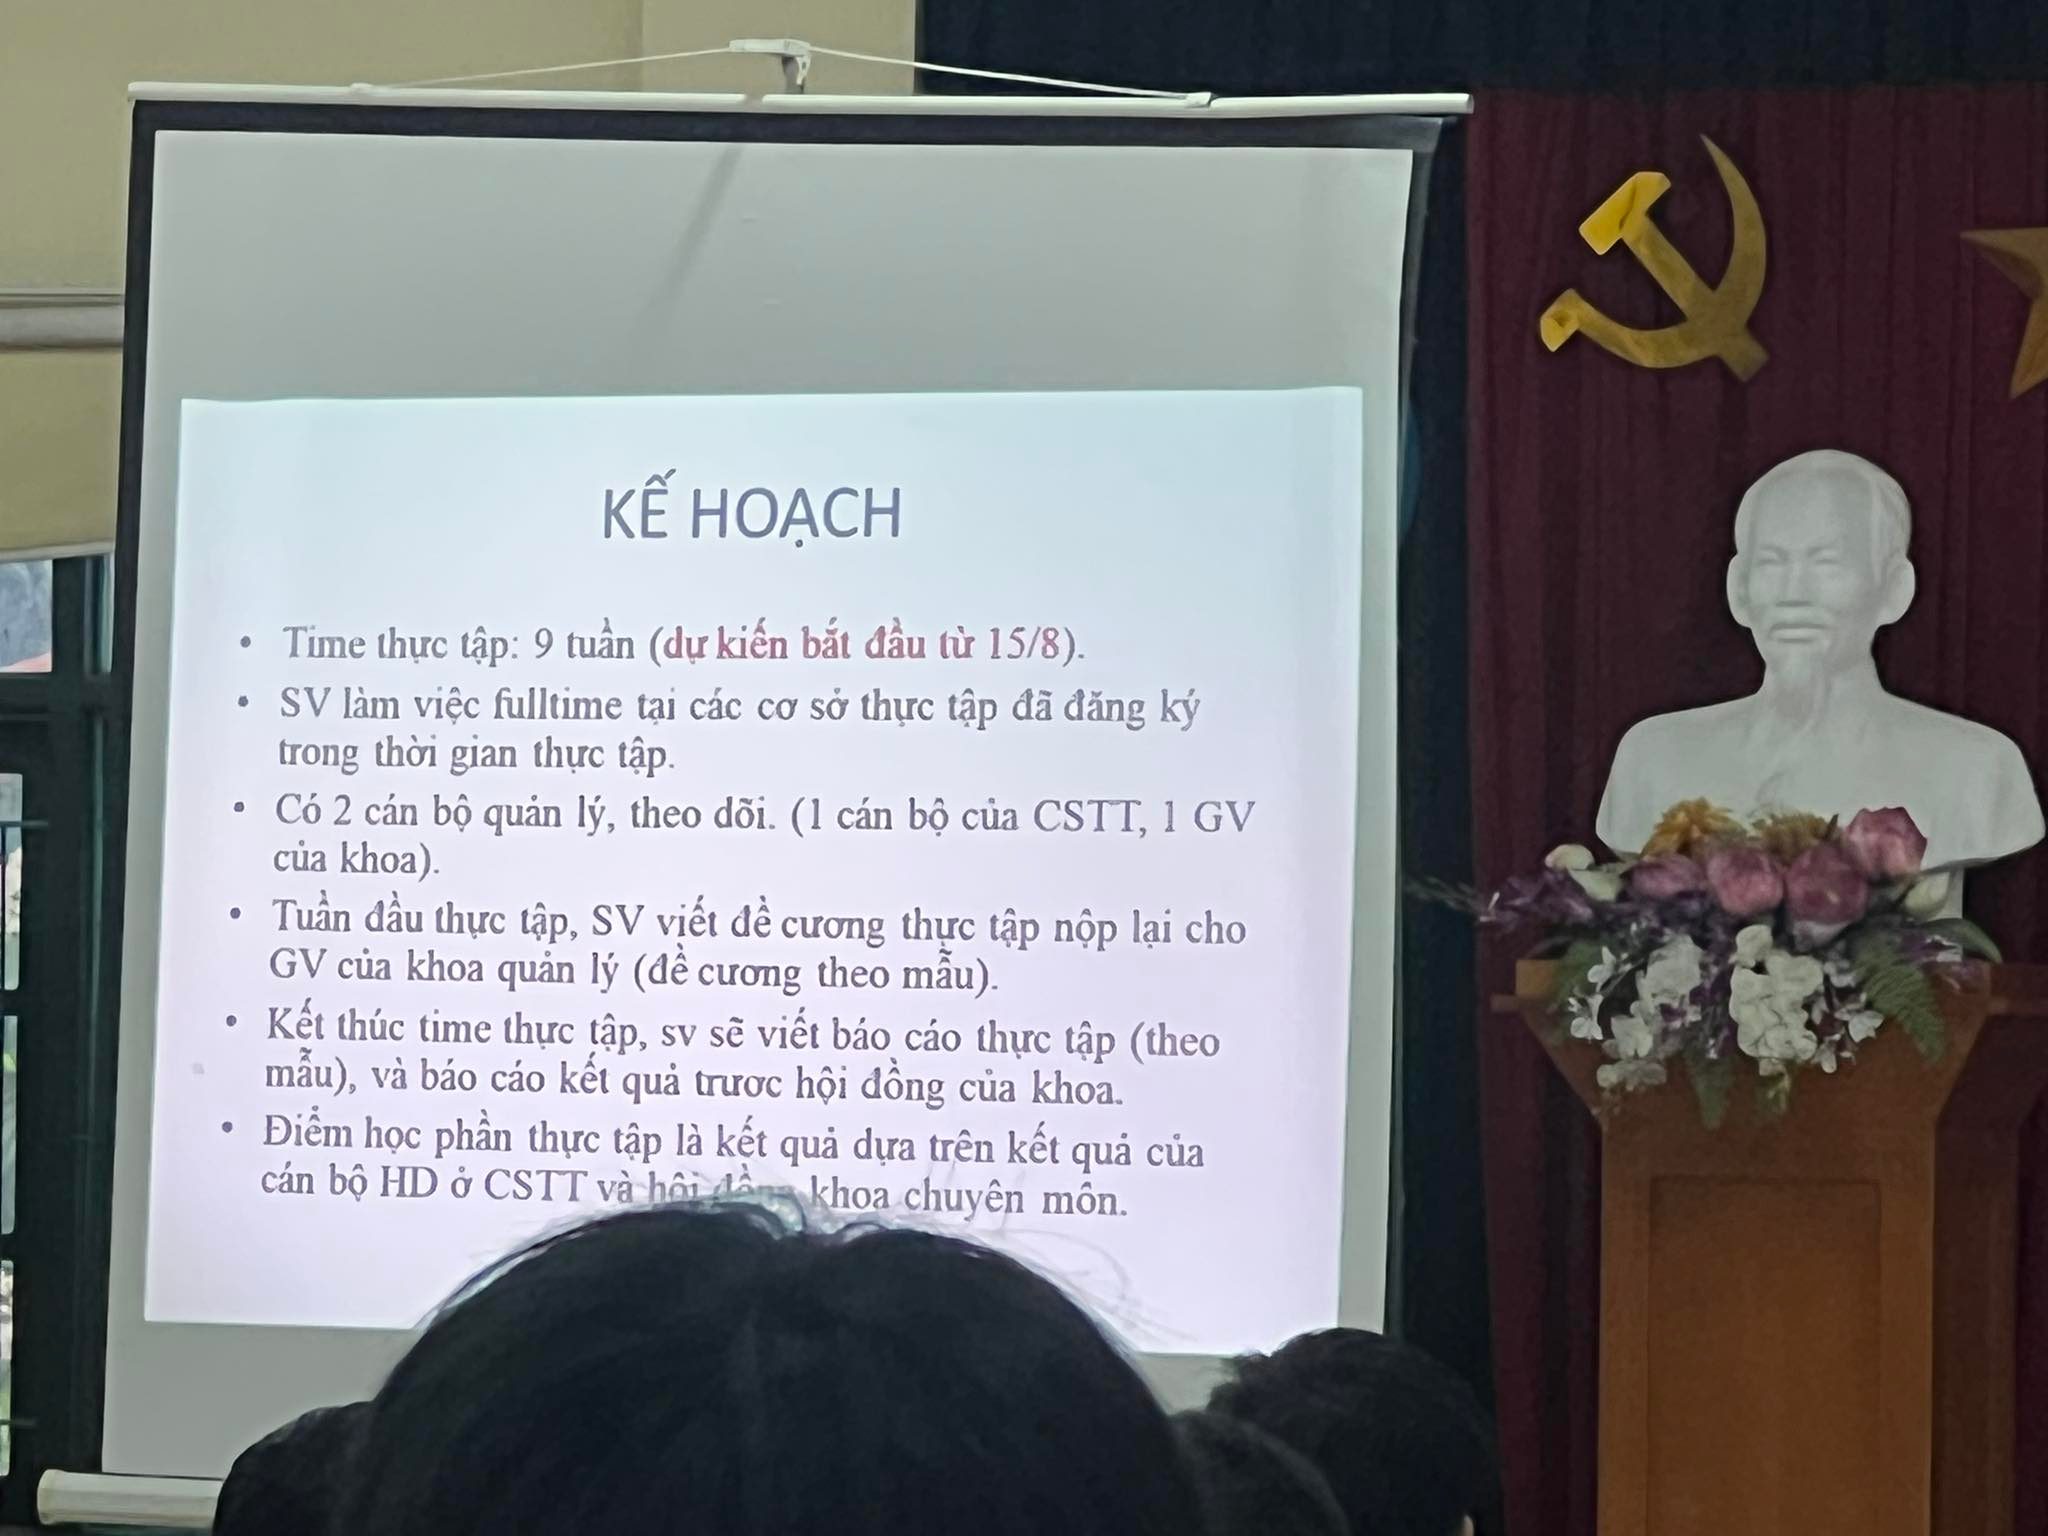 KẾ HOẠCH
• Time thực tập: 9 tuần (dự kiến bắt đầu từ 15/8).
• SV làm việc fulltime tại các cơ sở thực tập đã đăng ký
trong thời gian thực tập.
• Có 2 cán bộ quản lý, theo dõi. (1 cán bộ của CSTT, 1 GV
của khoa).
• Tuần đầu thực tập, SV viết đề cương thực tập nộp lại cho
GV của khoa quản lý (đề cương theo mẫu).
• Kết thúc time thực tập, sv sẽ viết báo cáo thực tập (theo
mẫu), và báo cáo kết quả trươc hội đồng của khoa.
• Điểm học phần thực tập là kết quả dựa trên kết quả của
cán bộ HD ở CSTT và hội đồng khoa chuyên môn.